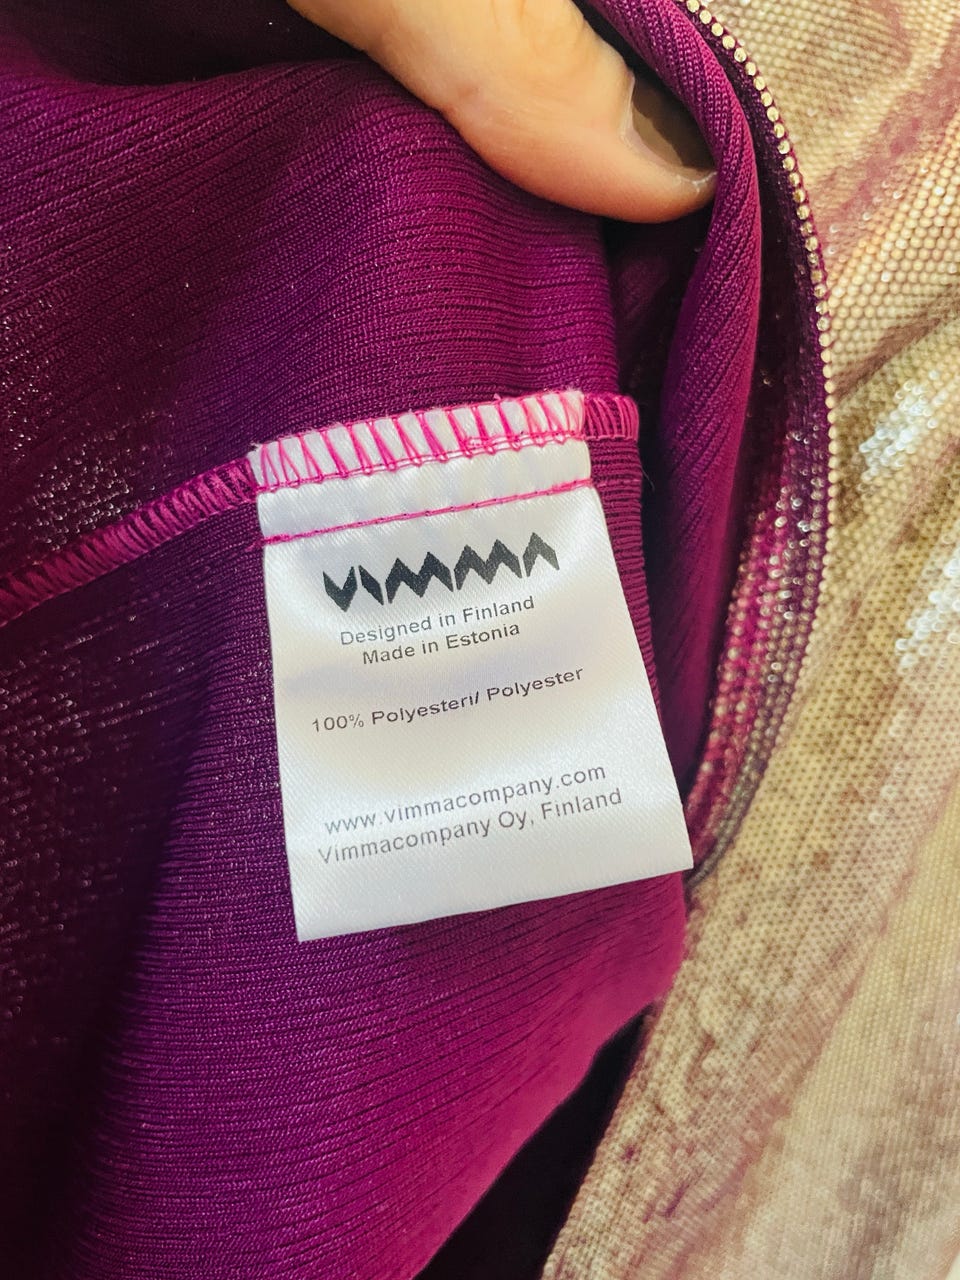 VIMMA
Designed in Finland
Made in Estonia
100% Polyesteri/ Polyester
www.vimmacompany.com
Vimmacompany Oy, Finland